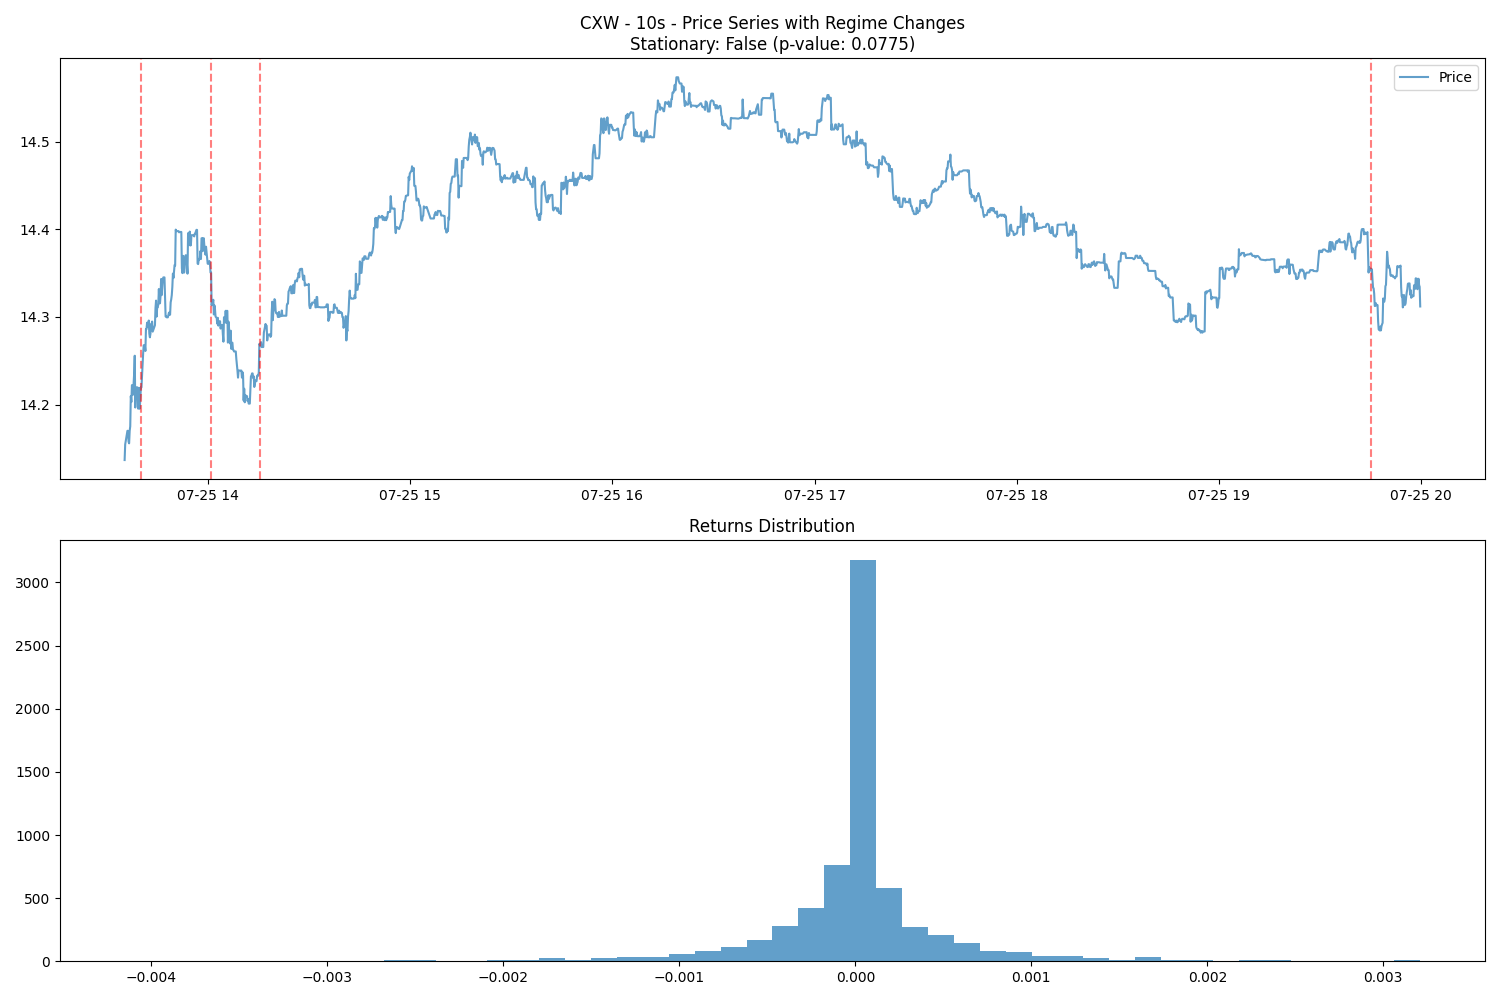 CXW - 10s - Price Series with Regime Changes
Stationary: False (p-value: 0.0775)
Price
14.5
14.4
14.3
14.2
07-25 14 07-25 15 07-25 16 07-25 17 07-25 18 07-25 19 07-25 20
Returns Distribution
3000
2500
2000
1500
1000
500
0
−0.004 −0.003 −0.002 −0.001 0.000 0.001 0.002 0.003